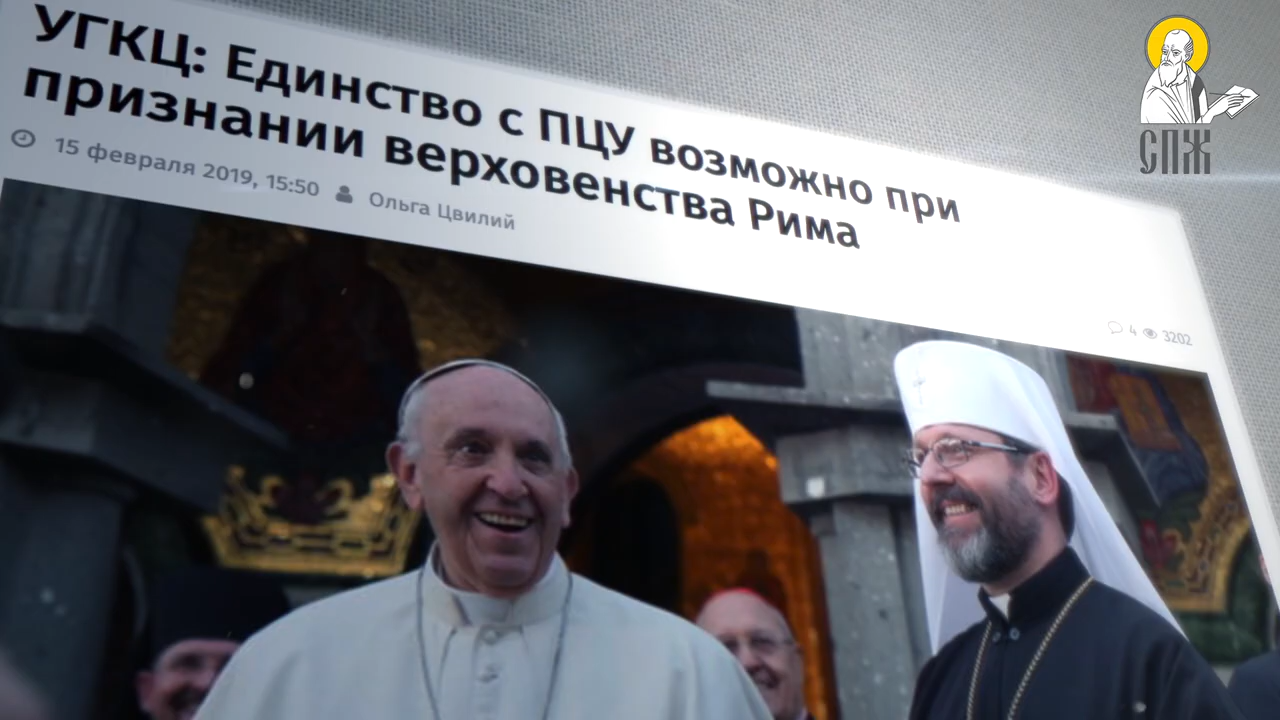 УГКЦ: Единство с ПЦУ возможно при
признании верховенства Рима
15 февраля 2019, 15:50 Ольга Цвилий
4 3202
СПЖ